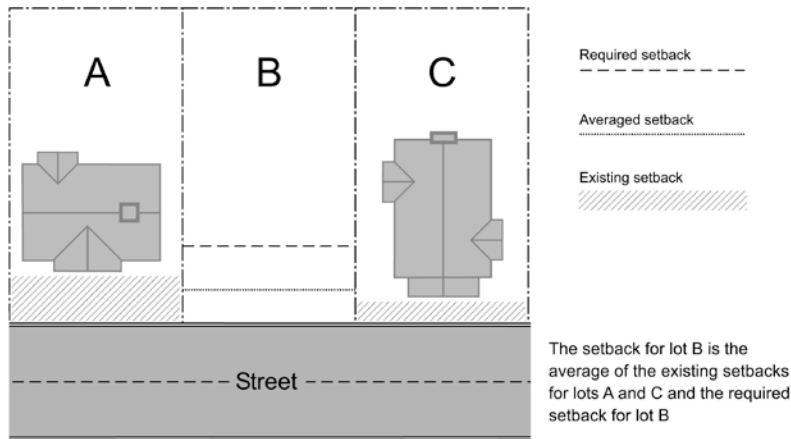 A
B
C
Required setback
Averaged setback
Existing setback
Street
The setback for lot B is the
average of the existing setbacks
for lots A and C and the required
setback for lot B